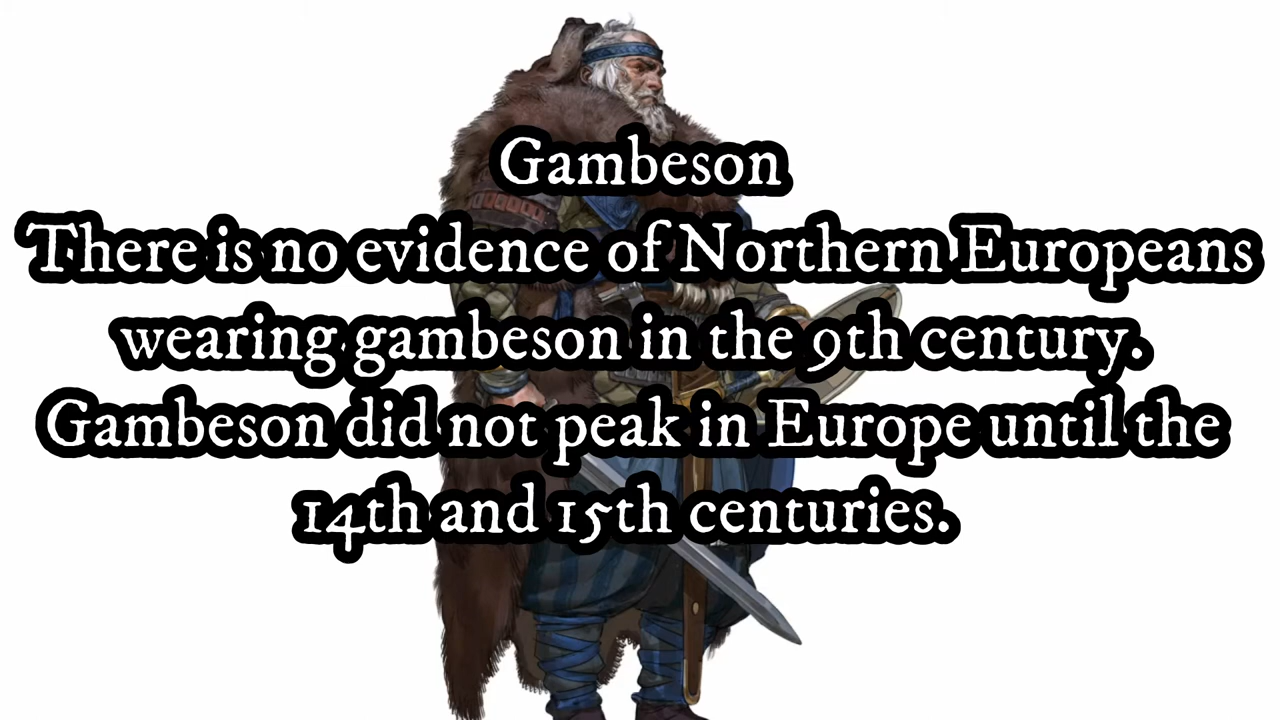 Gambeson
There is no evidence of Northern Europeans
wearing gambeson in the 9th century.
Gambeson did not peak in Europe until the
14th and 15th centuries.